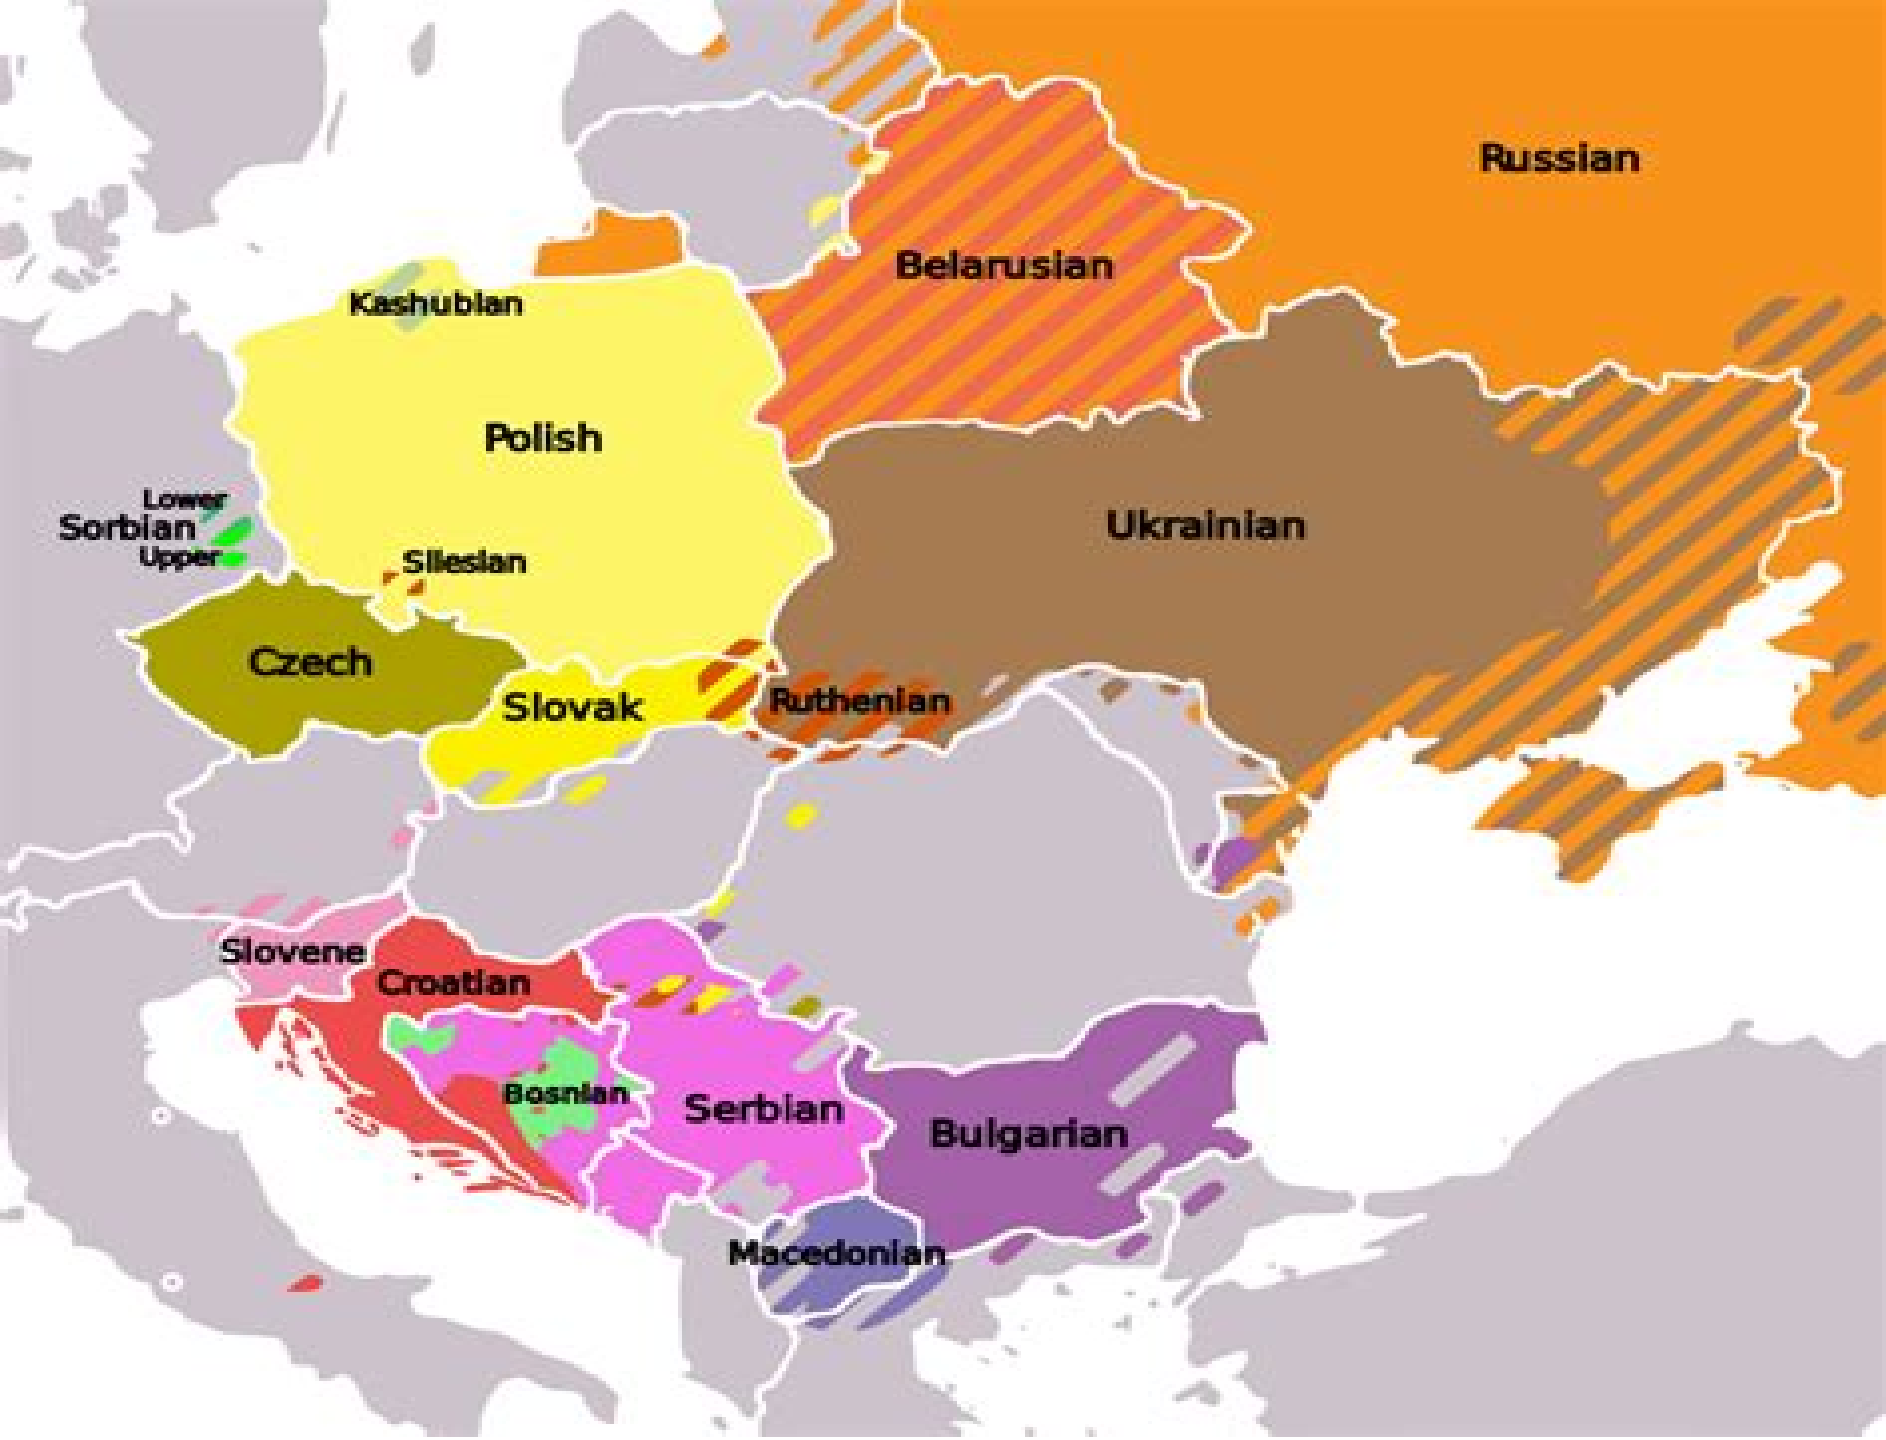 Russian
Belarusian
Kashubian
Polish
Lower
Sorbian
Upper
Silesian
Ukrainian
Czech
Slovak
Ruthenian
Slovene
Croatian
Bosnian
Serbian
Bulgarian
Macedonian